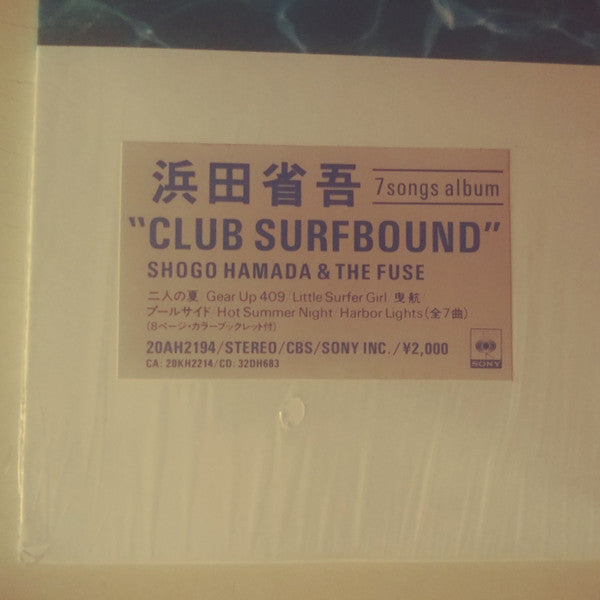 浜田省吾 7songs album
"CLUB SURFBOUND"
SHOGO HAMADA & THE FUSE
二人の夏/Gear Up 409/Little Surfer Girl/曳航/
プールサイド/Hot Summer Night/Harbor Lights(全7曲)
(8ページ・カラーブックレット付)
20AH2194/STEREO/CBS/SONY INC./¥2,000
CA: 20KH2214/CD: 32DH683
SONY